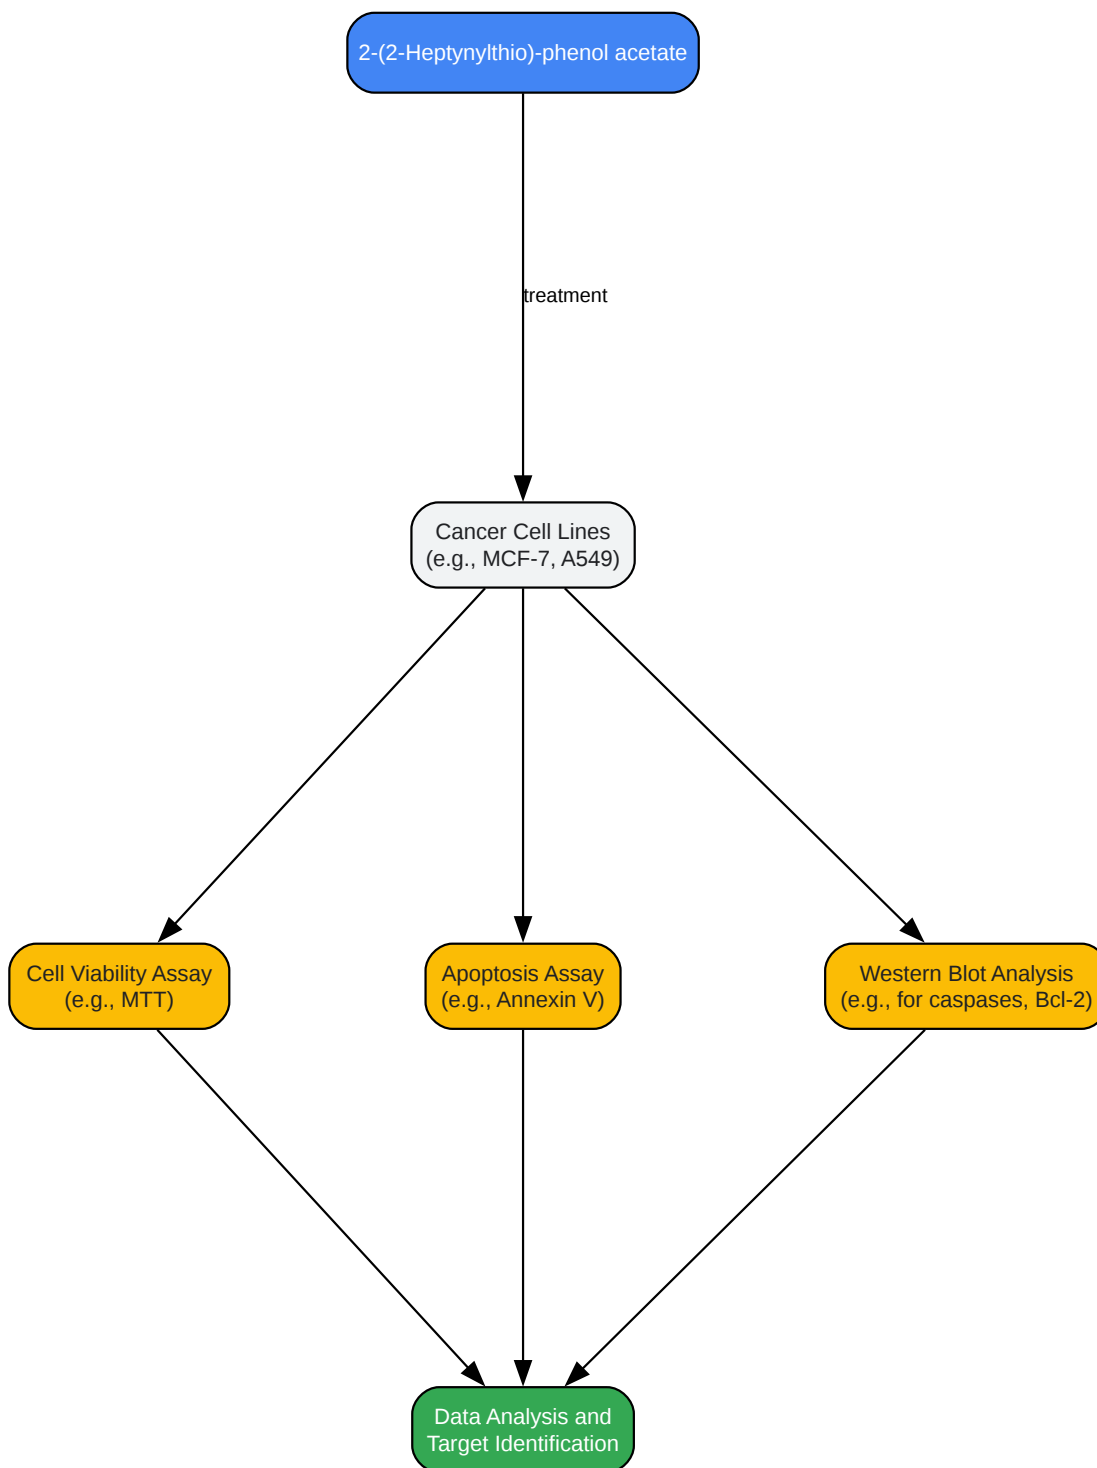 2-(2-Heptynylthio)-phenol acetate
treatment
Cancer Cell Lines
(e.g., MCF-7, A549)
Cell Viability Assay
(e.g., MTT)
Apoptosis Assay
(e.g., Annexin V)
Western Blot Analysis
(e.g., for caspases, Bcl-2)
Data Analysis and
Target Identification